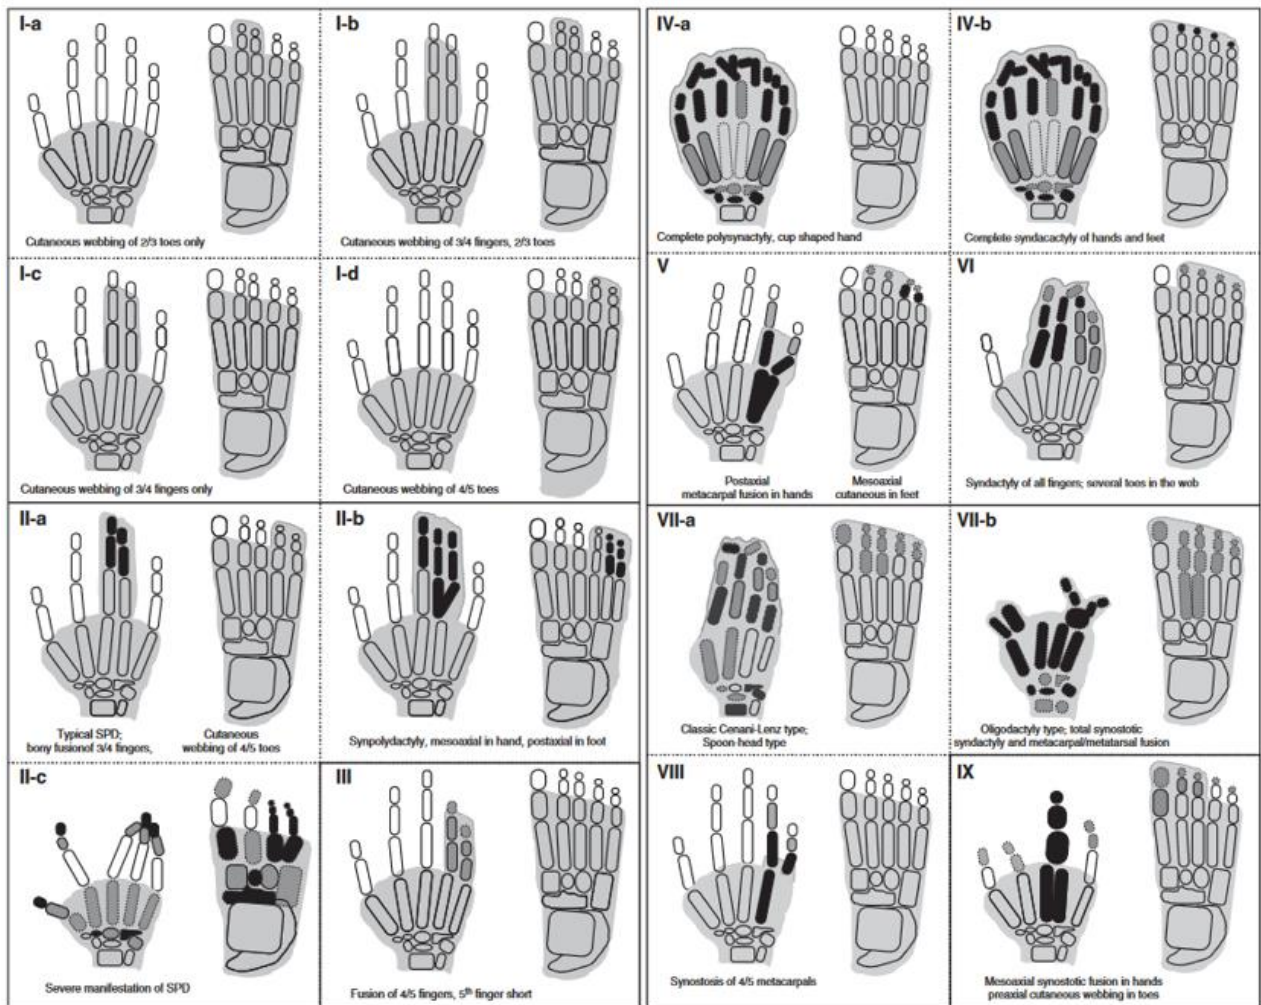 I-a
I-b
Cutaneous webbing of 2/3 toes only
Cutaneous webbing of 3/4 fingers, 2/3 toes
I-c
I-d
Cutaneous webbing of 3/4 fingers only
Cutaneous webbing of 4/5 toes
II-a
II-b
Typical SPD;
bony fusionof 3/4 fingers,
Cutaneous
webbing of 4/5 toes
Synpolydactyly, mesoaxial in hand, postaxial in foot
II-c
III
Severe manifestation of SPD
Fusion of 4/5 fingers, 5th finger short
IV-a
IV-b
Complete polysynactyly, cup shaped hand
Complete syndacactyly of hands and feet
V
VI
Postaxial
metacarpal fusion in hands
Mesoaxial
cutaneous in feet
Syndactyly of all fingers; several toes in the web
VII-a
VII-b
Classic Cenani-Lenz type;
Spoon-head type
Oligodactyly type; total synostotic
syndactyly and metacarpal/metatarsal fusion
VIII
IX
Synostosis of 4/5 metacarpals
Mesoaxial synostotic fusion in hands
preaxial cutaneous webbing in toes